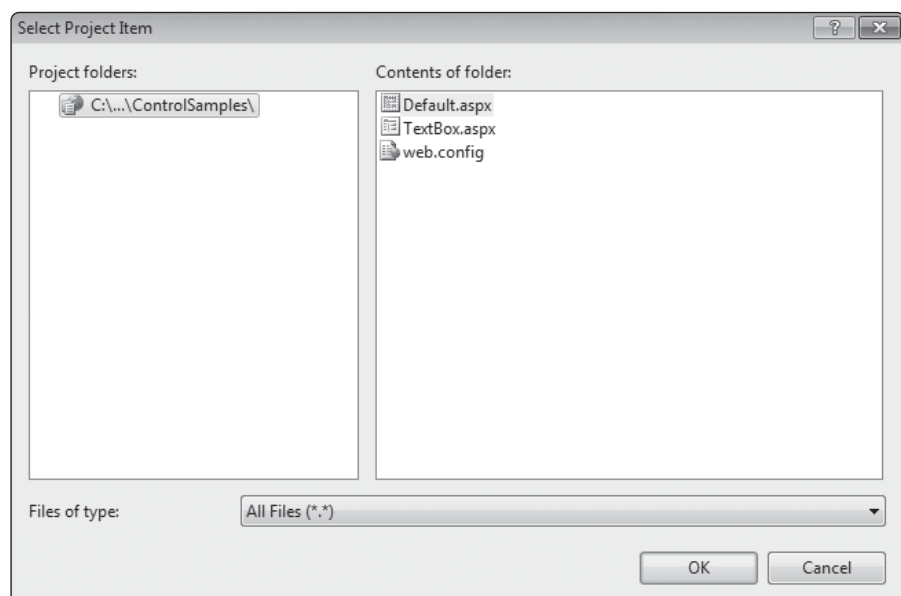 Select Project Item
Project folders:
C:\...\ControlSamples\
Contents of folder:
Default.aspx
TextBox.aspx
web.config
Files of type:
All Files (*.*)
OK
Cancel